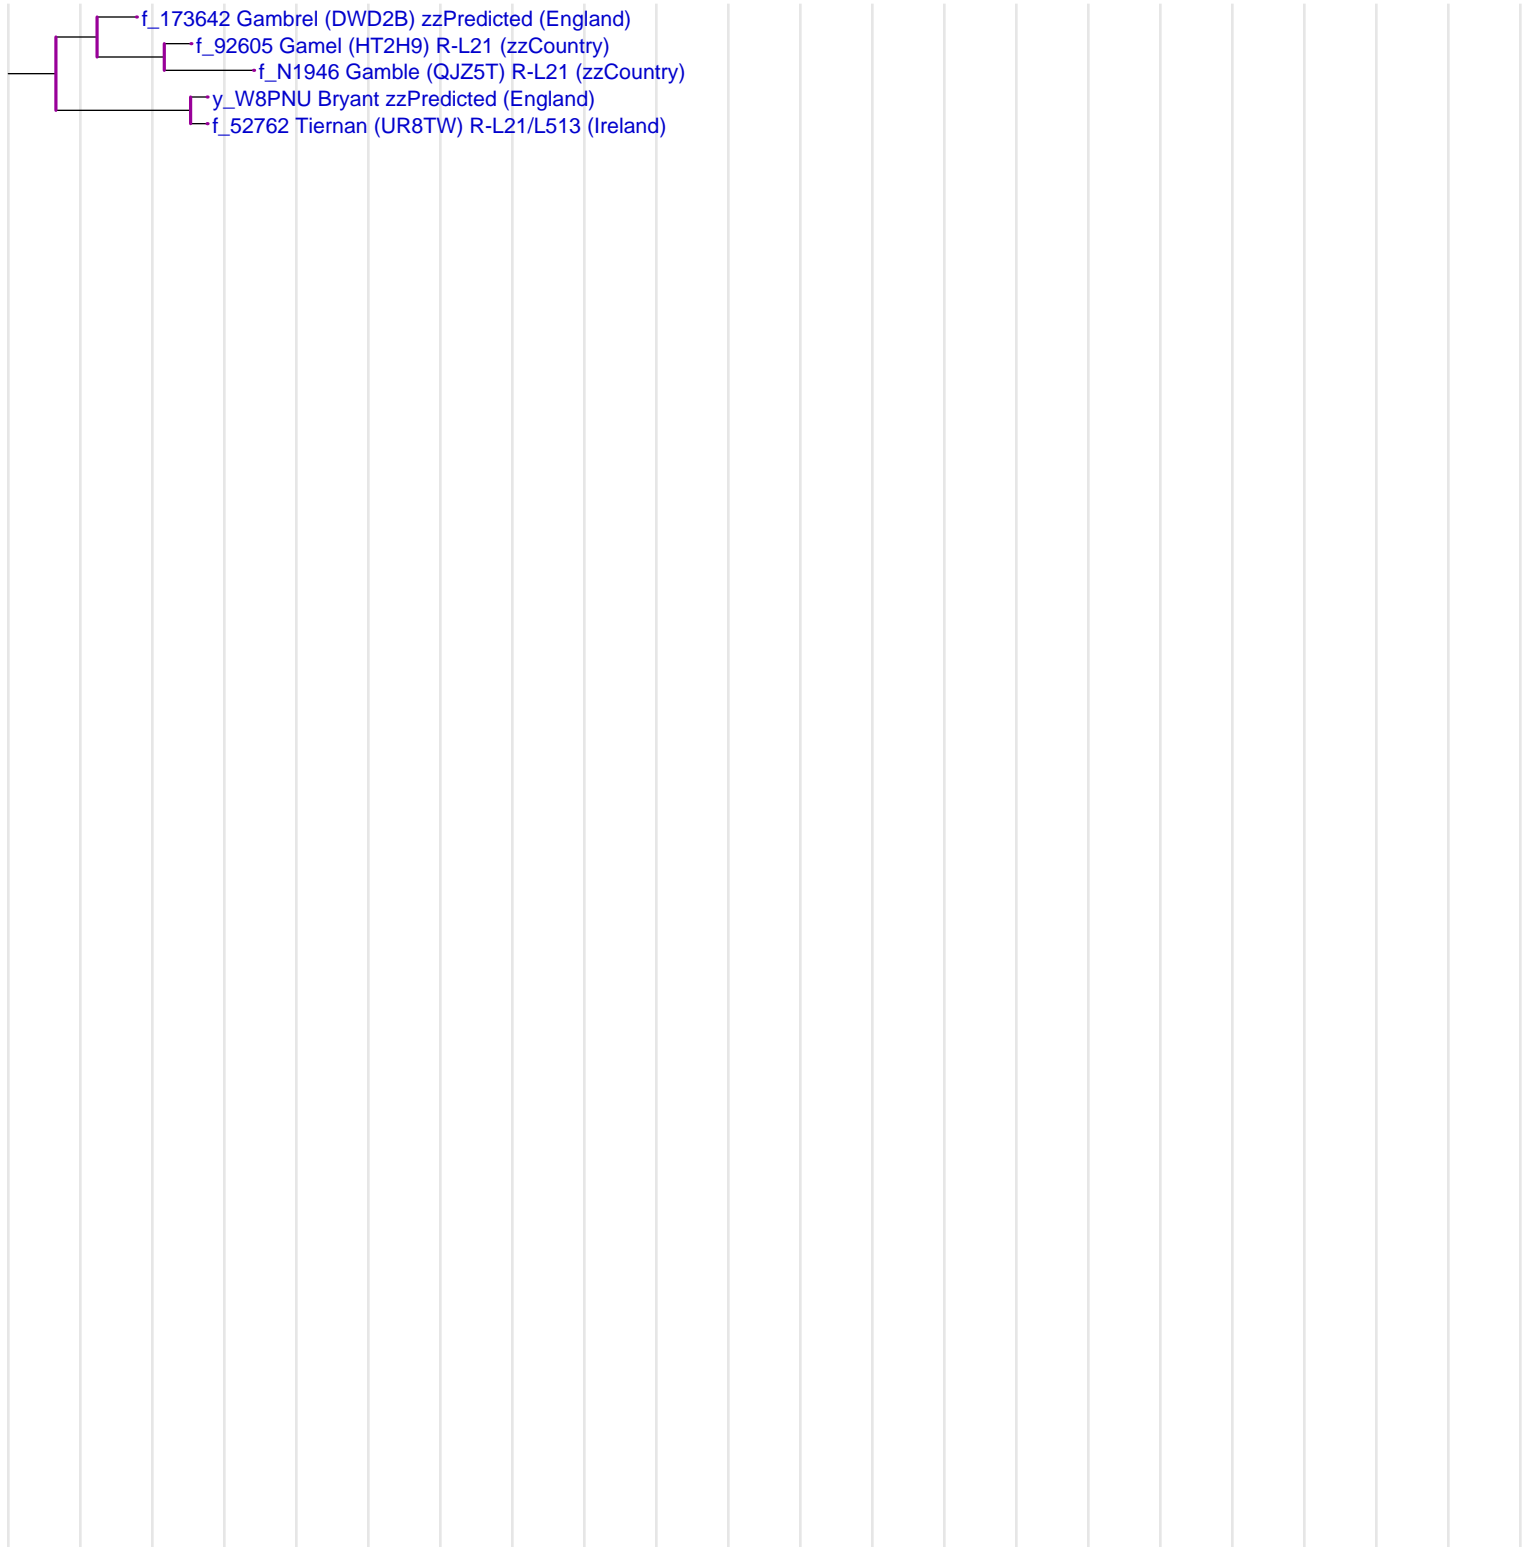 f_173642 Gambrel (DWD2B) zzPredicted (England)
f_92605 Gamel (HT2H9) R-L21 (zzCountry)
f_N1946 Gamble (QJZ5T) R-L21 (zzCountry)
y_W8PNU Bryant zzPredicted (England)
f_52762 Tiernan (UR8TW) R-L21/L513 (Ireland)